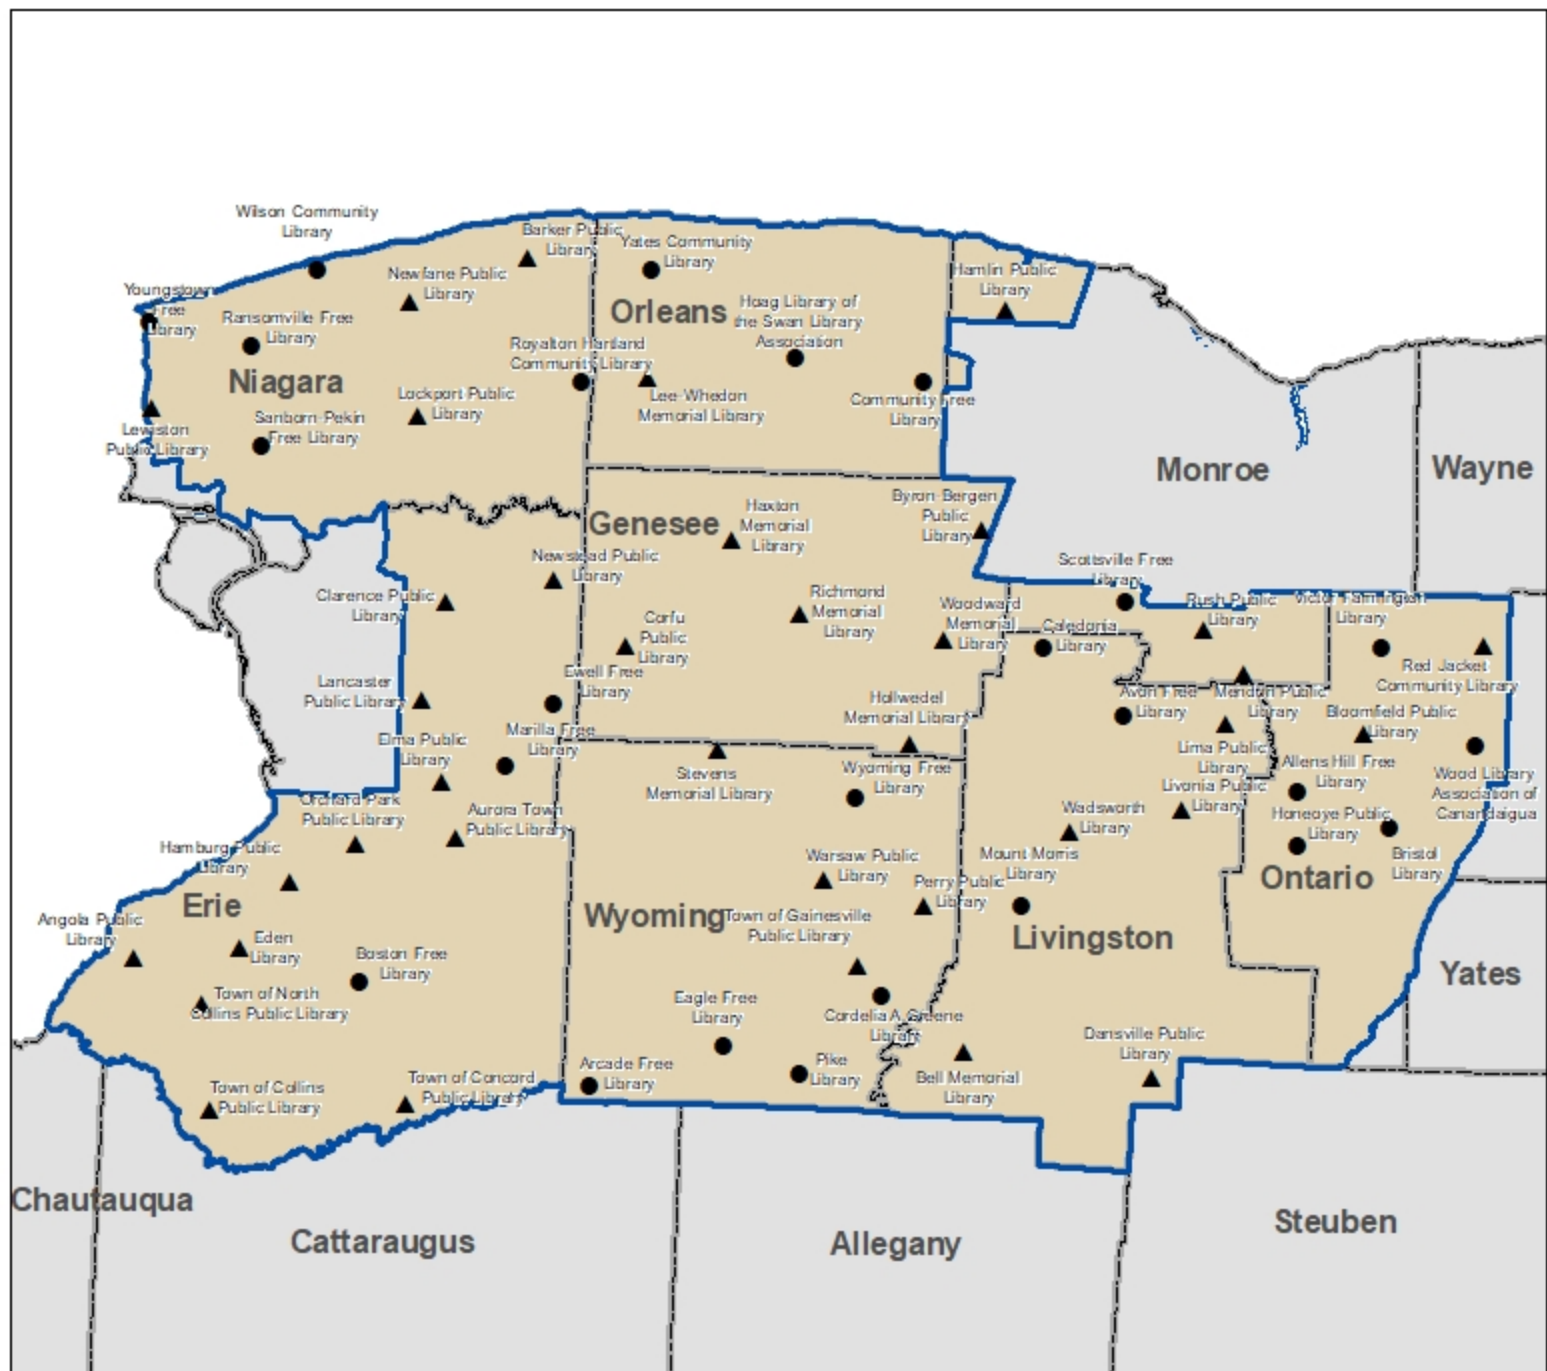 Wilson Community
Library
Barker Public
Library
Yates Community
Library
Newfane Public
Library
Hamlin Public
Library
Youngstown
Free
Library
Ransomville Free
Library
Orleans
Hoag Library of
the Swan Library
Association
Royalton Hartland
Community Library
Niagara
Lockport Public
Library
Lee-Whedon
Memorial Library
Community Free
Library
Lewiston
Public Library
Sanborn-Pekin
Free Library
Monroe
Wayne
Genesee
Haxton
Memorial
Library
Byron-Bergen
Public
Library
Newstead Public
Library
Scottsville Free
Library
Clarence Public
Library
Corfu
Public
Library
Richmond
Memorial
Library
Woodward
Memorial
Library
Caledonia
Library
Rush Public
Library
Victor Farmington
Library
Ewell Free
Library
Red Jacket
Community Library
Lancaster
Public Library
Hollwedel
Memorial Library
Avon Free
Library
Mendon Public
Library
Bloomfield Public
Library
Marilla Free
Library
Elma Public
Library
Lima Public
Library
Stevens
Memorial Library
Wyoming Free
Library
Allens Hill Free
Library
Wood Library
Association of
Canandaigua
Livonia Public
Library
Orchard Park
Public Library
Aurora Town
Public Library
Wadsworth
Library
Honeoye Public
Library
Hamburg Public
Library
Warsaw Public
Library
Mount Morris
Library
Bristol
Library
Ontario
Perry Public
Library
Erie
Wyoming
Town of Gainesville
Public Library
Livingston
Angola Public
Library
Eden
Library
Boston Free
Library
Yates
Town of North
Collins Public Library
Eagle Free
Library
Cordelia A Greene
Library
Dansville Public
Library
Arcade Free
Library
Pike
Library
Bell Memorial
Library
Town of Collins
Public Library
Town of Concord
Public Library
Chautauqua
Cattaraugus
Allegany
Steuben